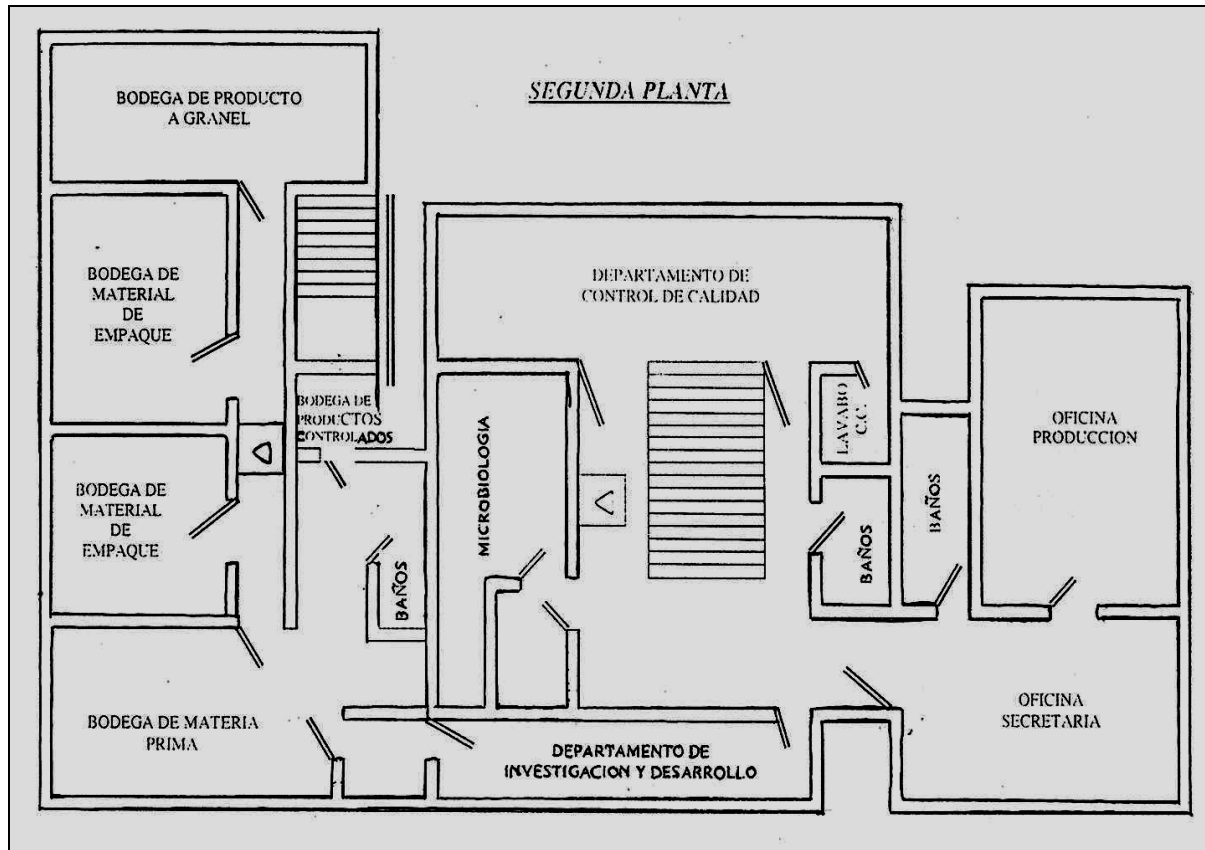 SEGUNDA PLANTA
BODEGA DE PRODUCTO
A GRANEL
BODEGA DE
MATERIAL
DE
EMPAQUE
DEPARTAMENTO DE
CONTROL DE CALIDAD
BODEGA DE
PRODUCTOS
CONTROLADOS
LAVABO
C.C.
OFICINA
PRODUCCION
MICROBIOLOGIA
BAÑOS
BODEGA DE
MATERIAL
DE
EMPAQUE
BAÑOS
BAÑOS
BODEGA DE MATERIA
PRIMA
OFICINA
SECRETARIA
DEPARTAMENTO DE
INVESTIGACION Y DESARROLLO